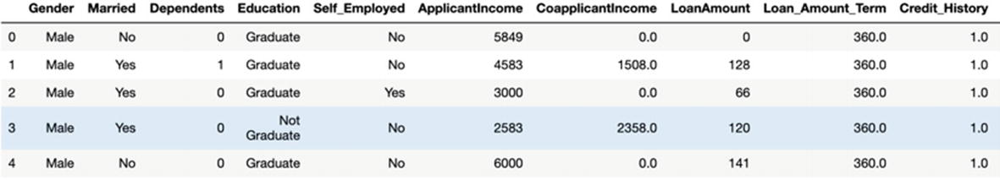 Gender Married Dependents Education Self_Employed ApplicantIncome CoapplicantIncome LoanAmount Loan_Amount_Term Credit_History
0 Male No 0 Graduate No 5849 0.0 0 360.0 1.0
1 Male Yes 1 Graduate No 4583 1508.0 128 360.0 1.0
2 Male Yes 0 Graduate Yes 3000 0.0 66 360.0 1.0
3 Male Yes 0 Not Graduate No 2583 2358.0 120 360.0 1.0
4 Male No 0 Graduate No 6000 0.0 141 360.0 1.0